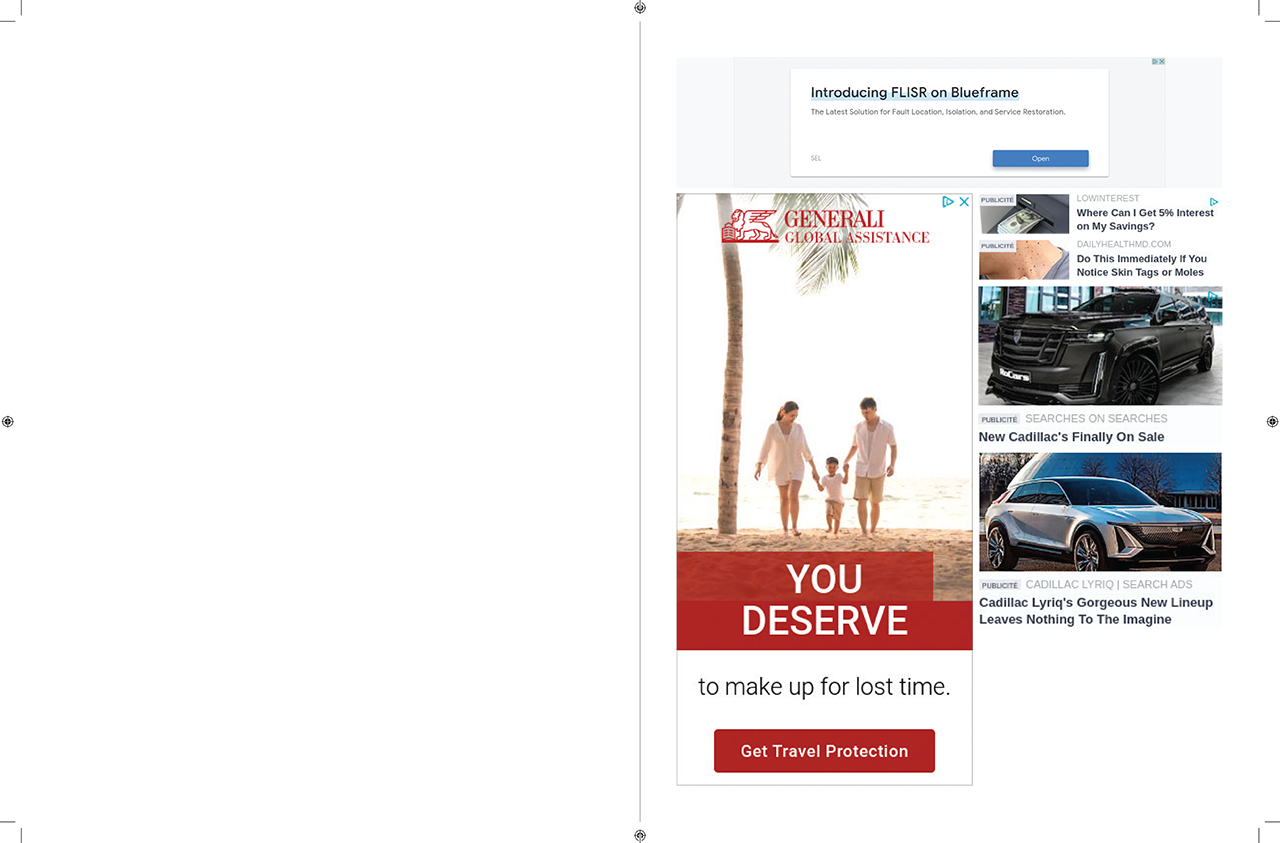 Introducing FLISR on Blueframe
The Latest Solution for Fault Location, Isolation, and Service Restoration.
SEL
Open
GENERALI
GLOBAL ASSISTANCE
YOU
DESERVE
to make up for lost time.
Get Travel Protection
PUBLICITÉ
LOWINTEREST
Where Can I Get 5% Interest
on My Savings?
PUBLICITÉ
DAILYHEALTHMD.COM
Do This Immediately If You
Notice Skin Tags or Moles
RoCars
PUBLICITÉ SEARCHES ON SEARCHES
New Cadillac's Finally On Sale
PUBLICITÉ CADILLAC LYRIQ | SEARCH ADS
Cadillac Lyriq's Gorgeous New Lineup
Leaves Nothing To The Imagine